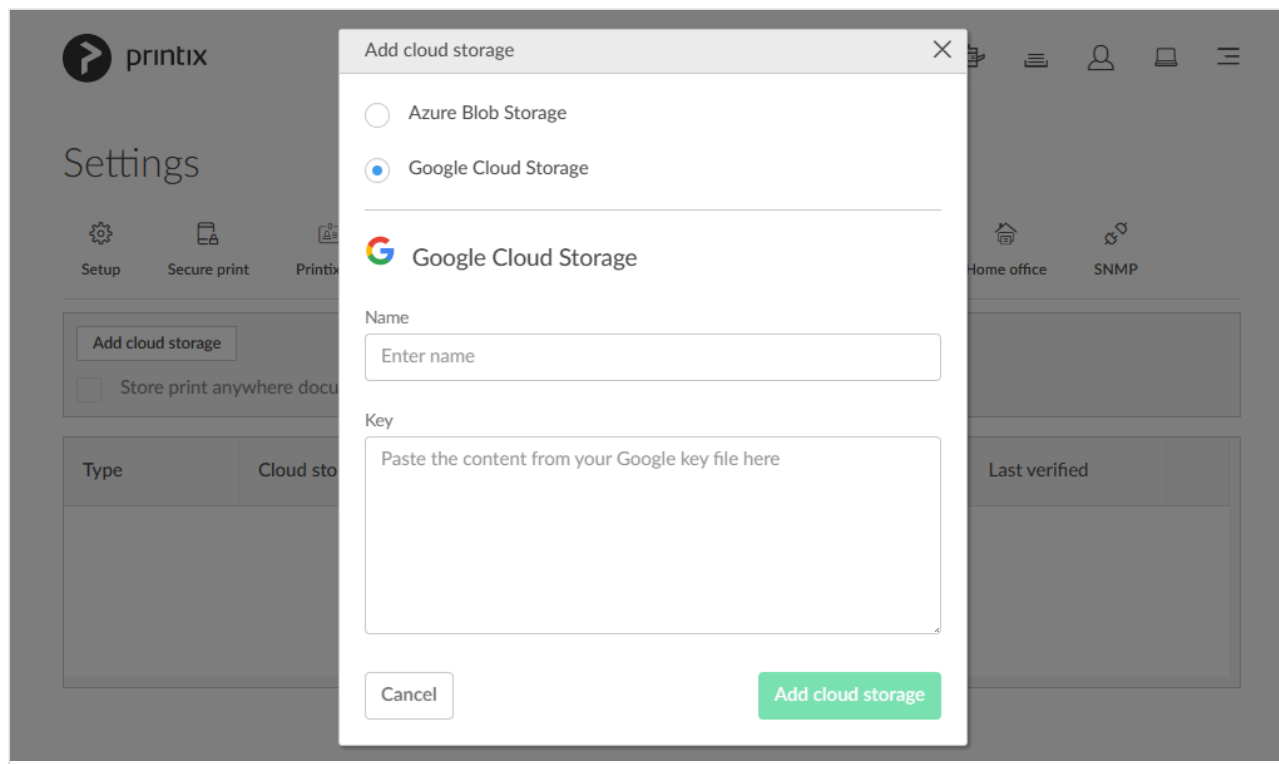 printix
Add cloud storage
Azure Blob Storage
Google Cloud Storage
Settings
Setup
Secure print
Printix
Home office
SNMP
Google Cloud Storage
Name
Enter name
Add cloud storage
Store print anywhere docu
Key
Paste the content from your Google key file here
Type
Cloud sto
Last verified
Cancel
Add cloud storage